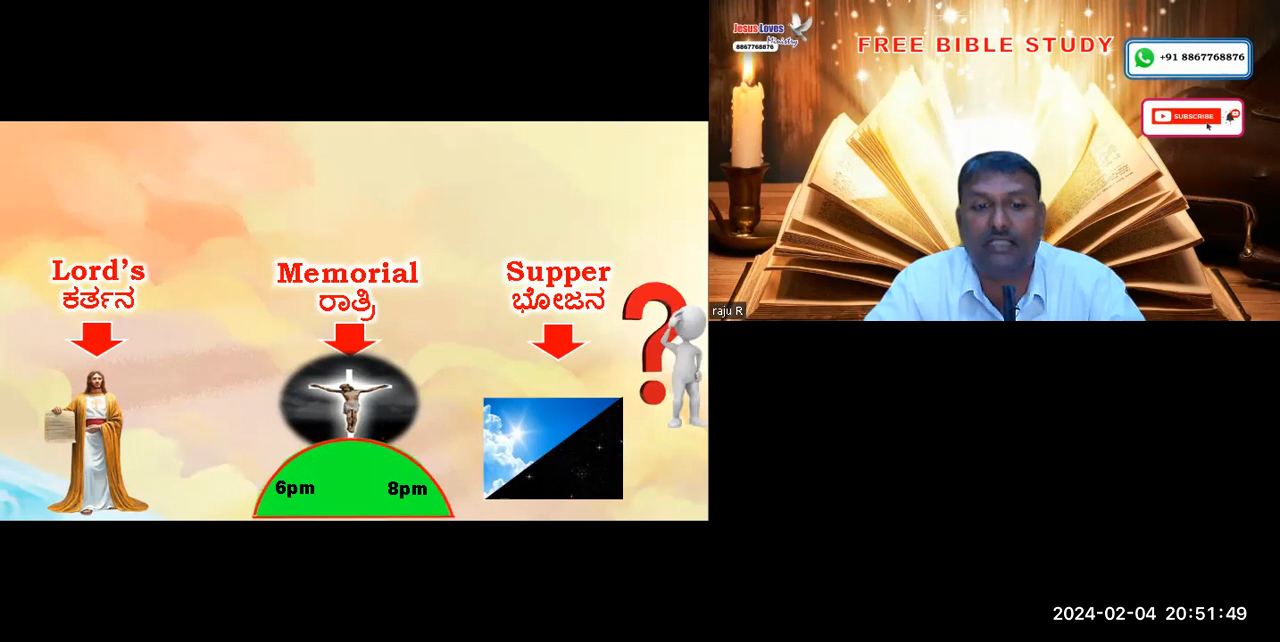 Lord's
ಕರ್ತನ
Memorial
ರಾತ್ರಿ
Supper
ಭೋಜನ
?
6pm
8pm
Jesus Loves
Ministry
8867768876
FREE BIBLE STUDY
+91 8867768876
SUBSCRIBE
raju R
2024-02-04 20:51:49